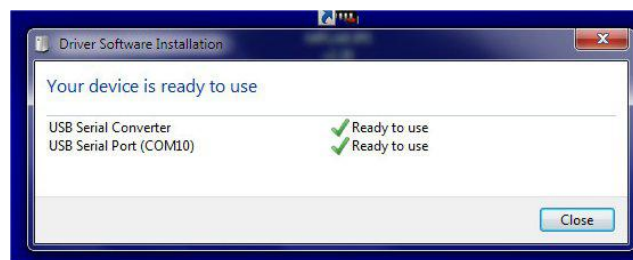 Driver Software Installation
Your device is ready to use
USB Serial Converter Ready to use
USB Serial Port (COM10) Ready to use
Close